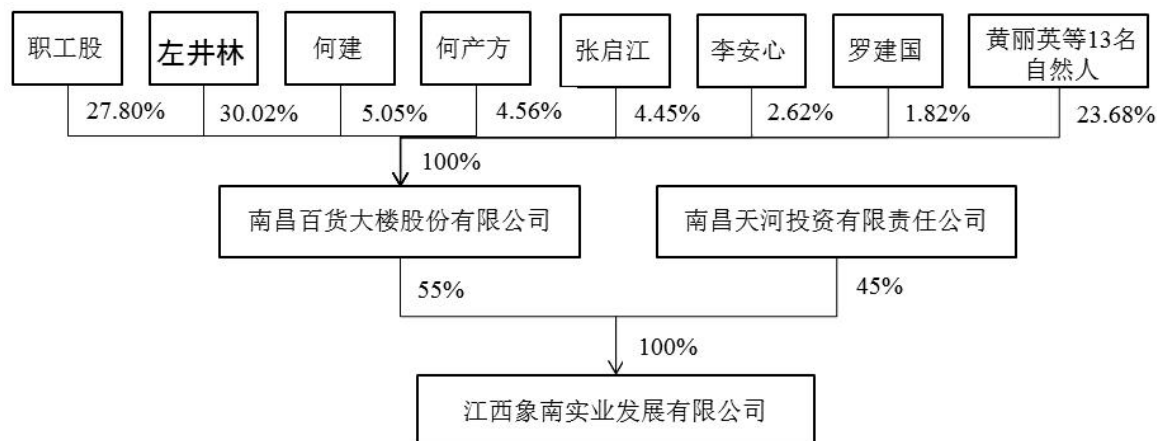 职工股
左井林
何建
何产方
张启江
李安心
罗建国
黄丽英等13名
自然人
27.80%
30.02%
5.05%
4.56%
4.45%
2.62%
1.82%
23.68%
100%
南昌百货大楼股份有限公司
南昌天河投资有限责任公司
55%
45%
100%
江西象南实业发展有限公司